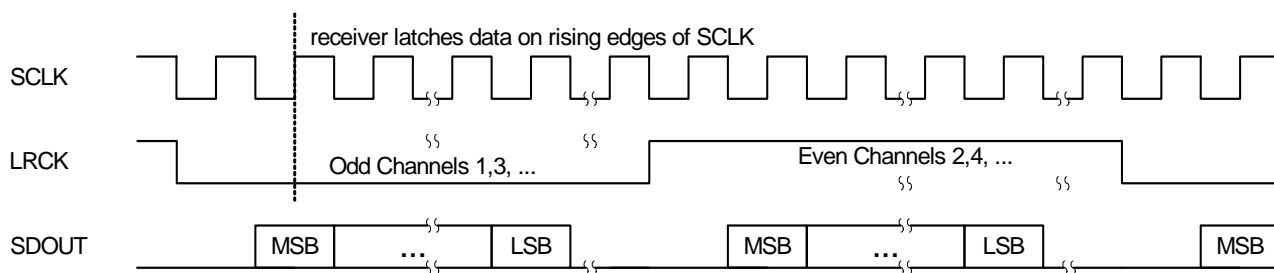 receiver latches data on rising edges of SCLK
SCLK
LRCK
Odd Channels 1,3, ...
Even Channels 2,4, ...
SDOUT
MSB
...
LSB
MSB
...
LSB
MSB